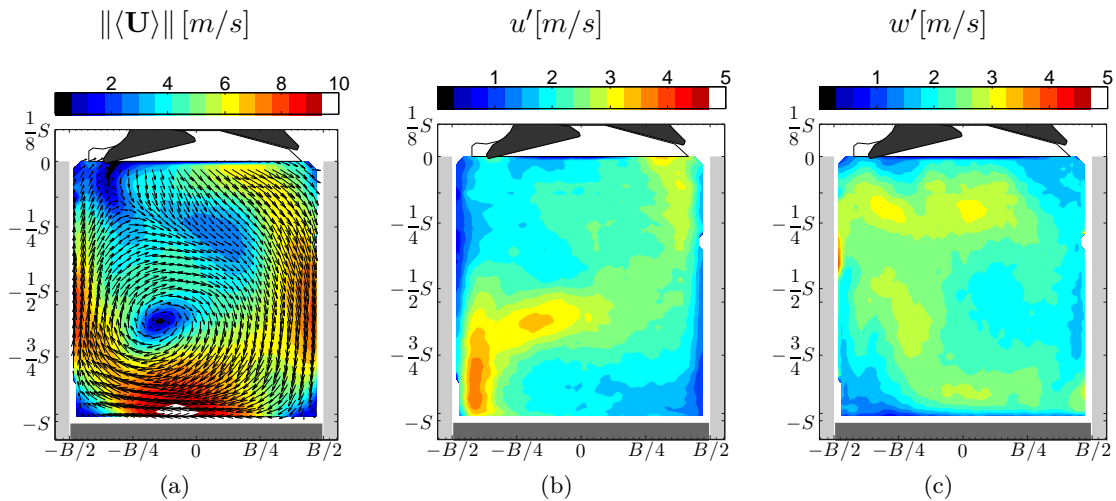 ‖⟨U⟩‖ [m/s]
2 4 6 8 10
1/8 S
0
−1/4 S
−1/2 S
−3/4 S
−S
−B/2 −B/4 0 B/4 B/2
(a)
u′[m/s]
1 2 3 4 5
1/8 S
0
−1/4 S
−1/2 S
−3/4 S
−S
−B/2 −B/4 0 B/4 B/2
(b)
w′[m/s]
1 2 3 4 5
1/8 S
0
−1/4 S
−1/2 S
−3/4 S
−S
−B/2 −B/4 0 B/4 B/2
(c)